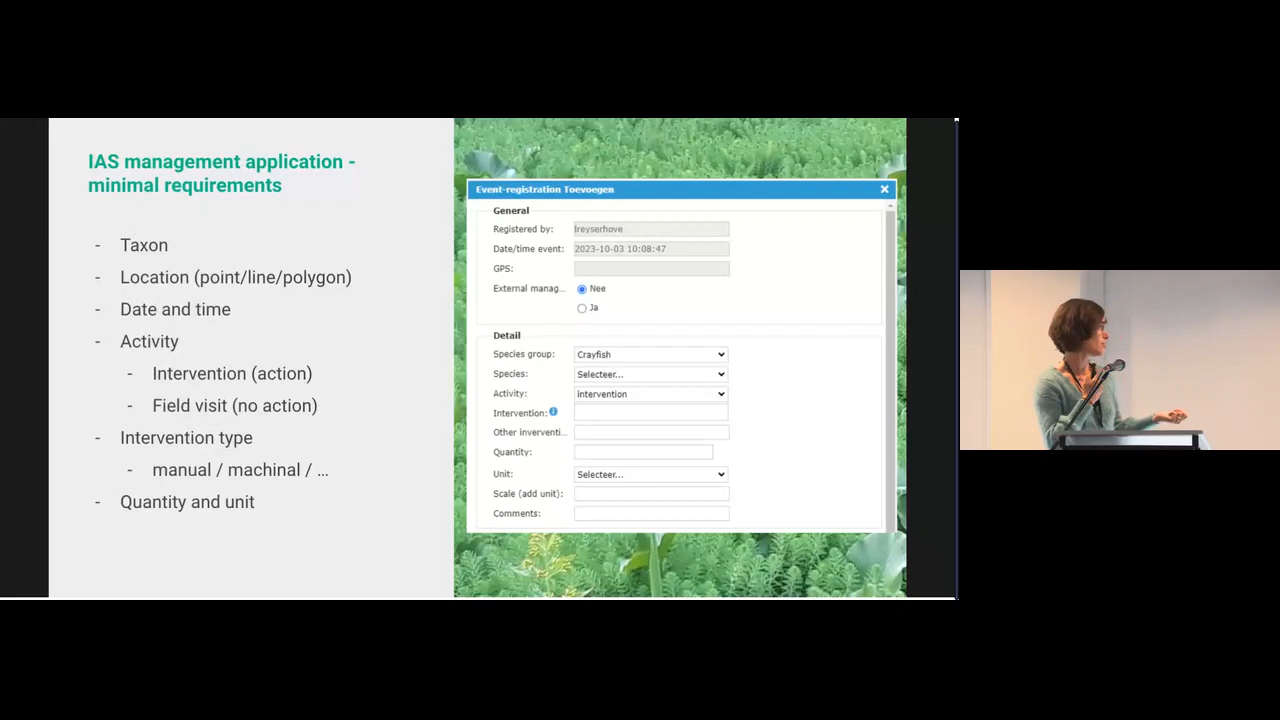 IAS management application -
minimal requirements
- Taxon
- Location (point/line/polygon)
- Date and time
- Activity
- Intervention (action)
- Field visit (no action)
- Intervention type
- manual / machinal / ...
- Quantity and unit
Event-registration Toevoegen
General
Registered by: lreyserhove
Date/time event: 2023-10-03 10:08:47
GPS:
External manag... Nee
Ja
Detail
Species group: Crayfish
Species: Selecteer...
Activity: intervention
Intervention:
Other inverventi...
Quantity:
Unit: Selecteer...
Scale (add unit):
Comments: